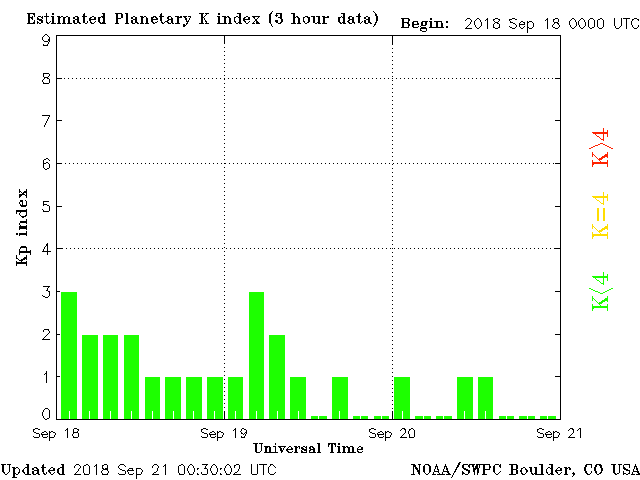 Estimated Planetary K index (3 hour data)
Begin: 2018 Sep 18 0000 UTC
9
8
7
6
5
4
3
2
1
0
Kp index
K>4
K=4
K<4
Sep 18
Sep 19
Sep 20
Sep 21
Universal Time
Updated 2018 Sep 21 00:30:02 UTC
NOAA/SWPC Boulder, CO USA